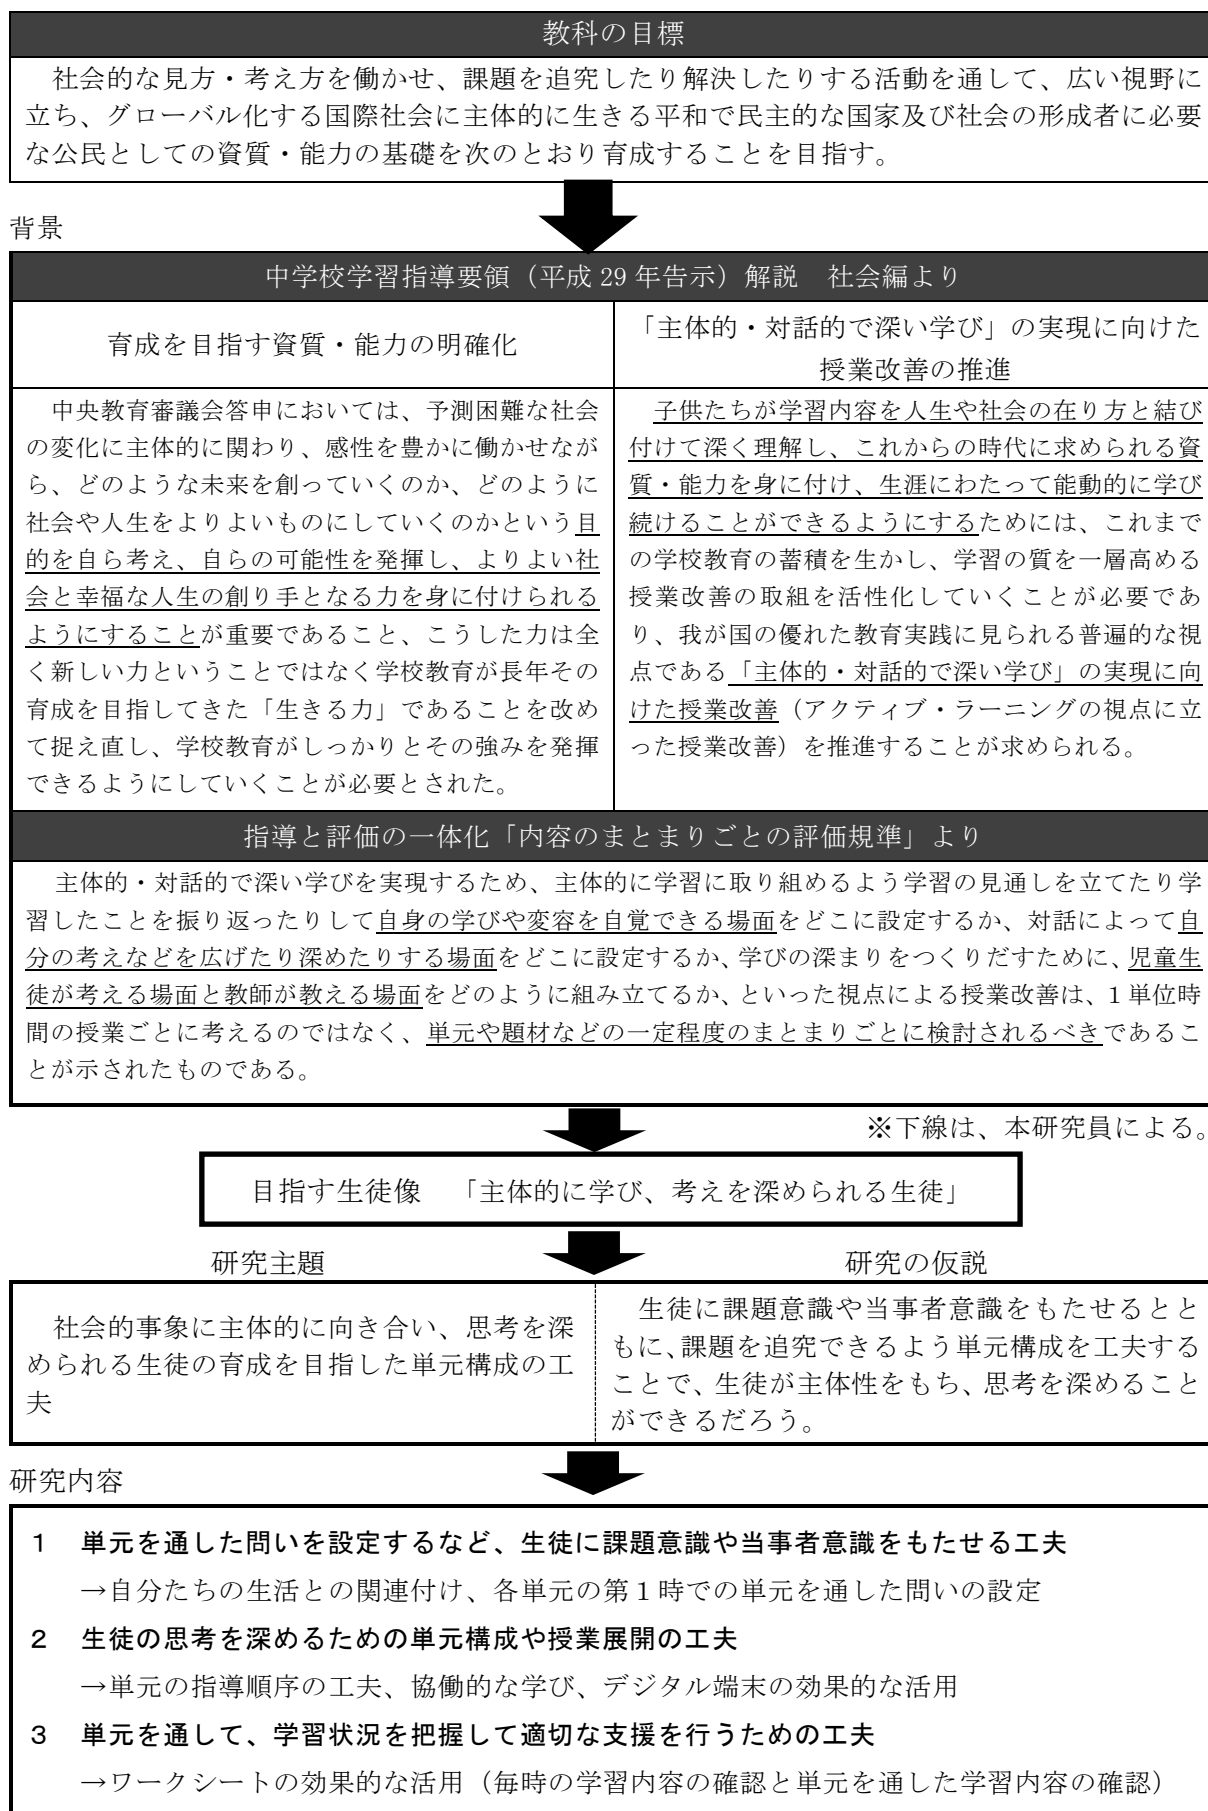 教科の目標
社会的な見方・考え方を働かせ、課題を追究したり解決したりする活動を通して、広い視野に
立ち、グローバル化する国際社会に主体的に生きる平和で民主的な国家及び社会の形成者に必要
な公民としての資質・能力の基礎を次のとおり育成することを目指す。
背景
中学校学習指導要領（平成 29 年告示）解説　社会編より
育成を目指す資質・能力の明確化
中央教育審議会答申においては、予測困難な社会
の変化に主体的に関わり、感性を豊かに働かせなが
ら、どのような未来を創っていくのか、どのように
社会や人生をよりよいものにしていくのかという目
的を自ら考え、自らの可能性を発揮し、よりよい社
会と幸福な人生の創り手となる力を身に付けられる
ようにすることが重要であること、こうした力は全
く新しい力ということではなく学校教育が長年その
育成を目指してきた「生きる力」であることを改め
て捉え直し、学校教育がしっかりとその強みを発揮
できるようにしていくことが必要とされた。
「主体的・対話的で深い学び」の実現に向けた
授業改善の推進
子供たちが学習内容を人生や社会の在り方と結び
付けて深く理解し、これからの時代に求められる資
質・能力を身に付け、生涯にわたって能動的に学び
続けることができるようにするためには、これまで
の学校教育の蓄積を生かし、学習の質を一層高める
授業改善の取組を活性化していくことが必要であ
り、我が国の優れた教育実践に見られる普遍的な視
点である「主体的・対話的で深い学び」の実現に向
けた授業改善（アクティブ・ラーニングの視点に立
った授業改善）を推進することが求められる。
指導と評価の一体化「内容のまとまりごとの評価規準」より
主体的・対話的で深い学びを実現するため、主体的に学習に取り組めるよう学習の見通しを立てたり学
習したことを振り返ったりして自身の学びや変容を自覚できる場面をどこに設定するか、対話によって自
分の考えなどを広げたり深めたりする場面をどこに設定するか、学びの深まりをつくりだすために、児童生
徒が考える場面と教師が教える場面をどのように組み立てるか、といった視点による授業改善は、１単位時
間の授業ごとに考えるのではなく、単元や題材などの一定程度のまとまりごとに検討されるべきであるこ
とが示されたものである。
※下線は、本研究員による。
目指す生徒像　「主体的に学び、考えを深められる生徒」
研究主題
社会的事象に主体的に向き合い、思考を深
められる生徒の育成を目指した単元構成の工
夫
研究の仮説
生徒に課題意識や当事者意識をもたせるとと
もに、課題を追究できるよう単元構成を工夫する
ことで、生徒が主体性をもち、思考を深めること
ができるだろう。
研究内容
１　単元を通した問いを設定するなど、生徒に課題意識や当事者意識をもたせる工夫
→自分たちの生活との関連付け、各単元の第１時での単元を通した問いの設定
２　生徒の思考を深めるための単元構成や授業展開の工夫
→単元の指導順序の工夫、協働的な学び、デジタル端末の効果的な活用
３　単元を通して、学習状況を把握して適切な支援を行うための工夫
→ワークシートの効果的な活用（毎時の学習内容の確認と単元を通した学習内容の確認）